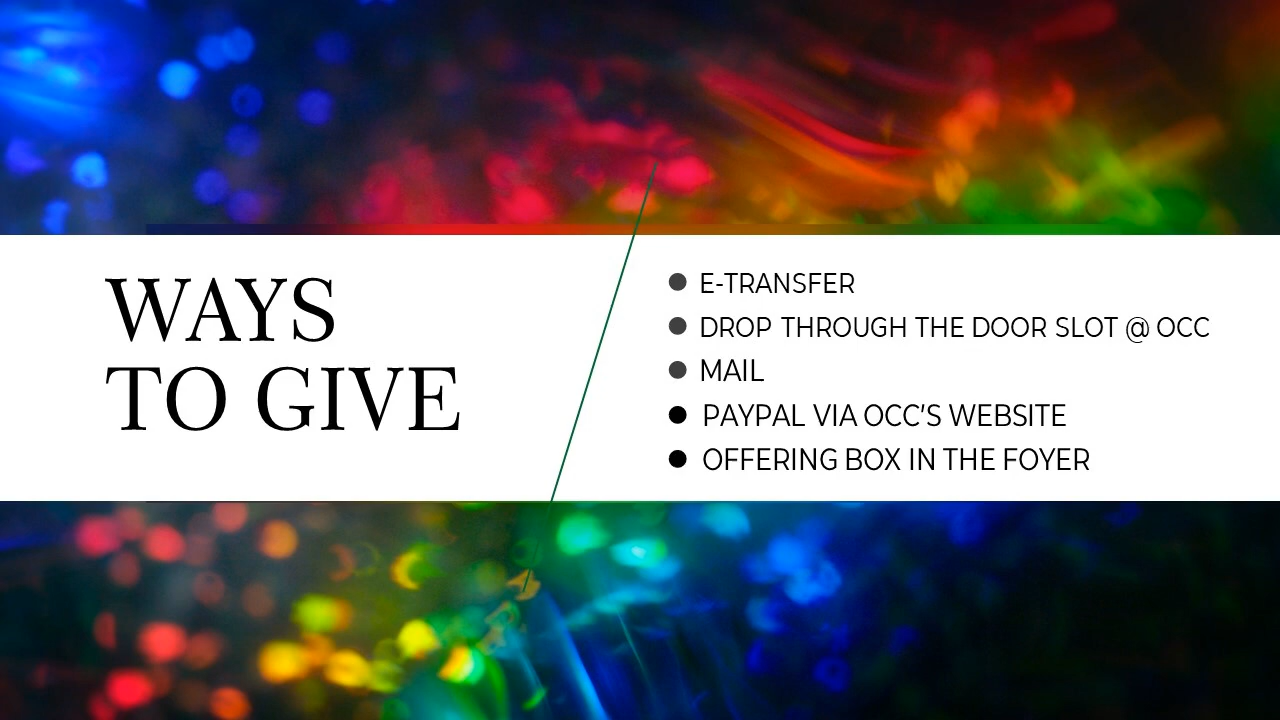 WAYS
TO GIVE
● E-TRANSFER
● DROP THROUGH THE DOOR SLOT @ OCC
● MAIL
● PAYPAL VIA OCC'S WEBSITE
● OFFERING BOX IN THE FOYER